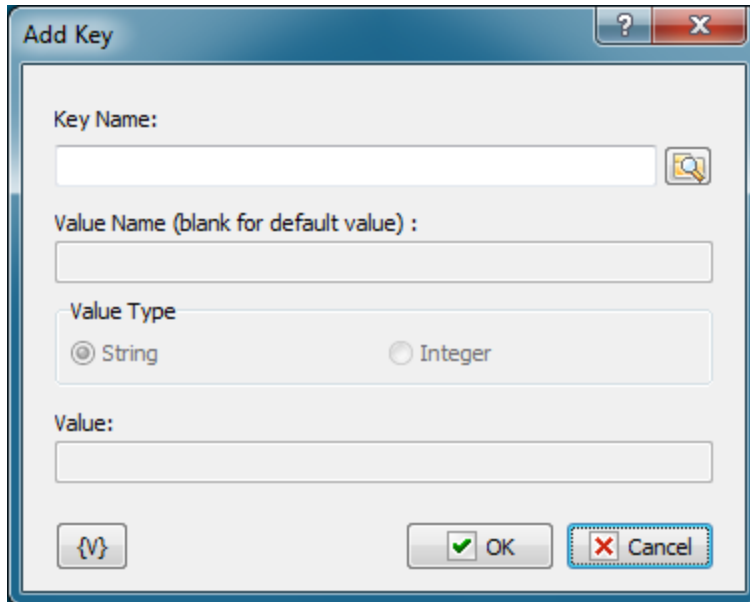 Add Key
?
Key Name:
Value Name (blank for default value) :
Value Type
String
Integer
Value:
{V}
OK
Cancel